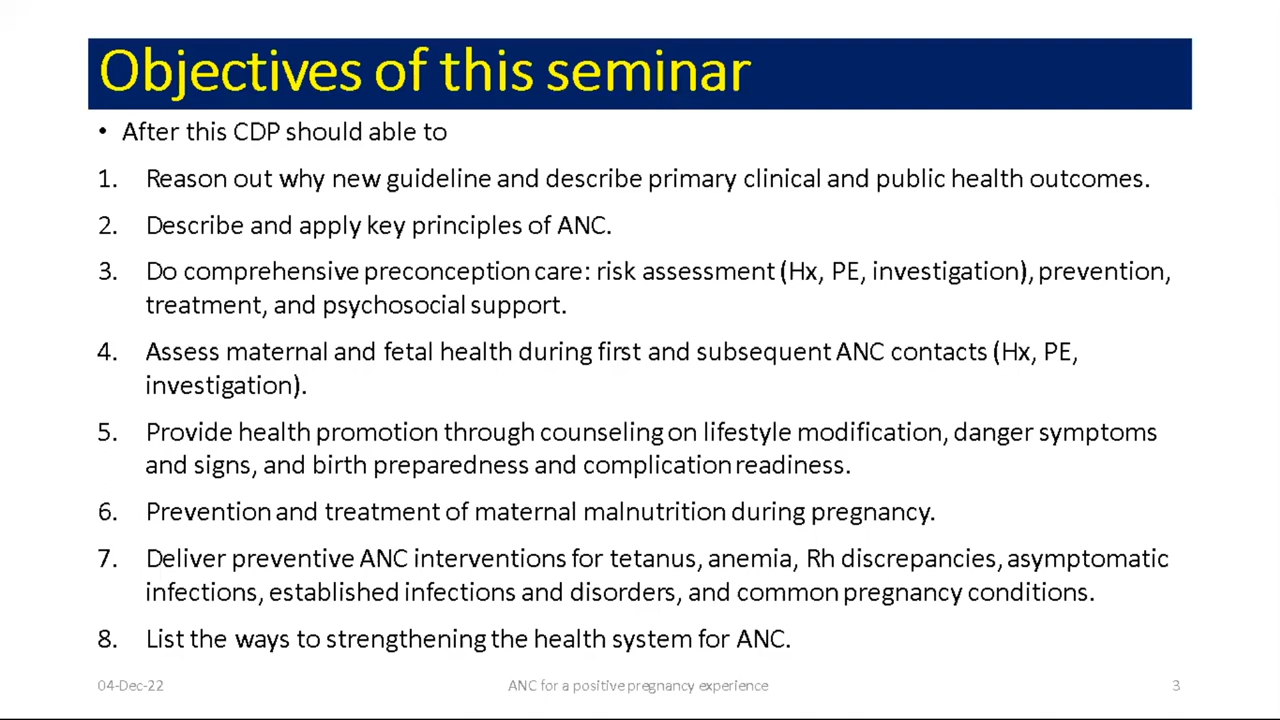 Objectives of this seminar
• After this CDP should able to
1. Reason out why new guideline and describe primary clinical and public health outcomes.
2. Describe and apply key principles of ANC.
3. Do comprehensive preconception care: risk assessment (Hx, PE, investigation), prevention,
treatment, and psychosocial support.
4. Assess maternal and fetal health during first and subsequent ANC contacts (Hx, PE,
investigation).
5. Provide health promotion through counseling on lifestyle modification, danger symptoms
and signs, and birth preparedness and complication readiness.
6. Prevention and treatment of maternal malnutrition during pregnancy.
7. Deliver preventive ANC interventions for tetanus, anemia, Rh discrepancies, asymptomatic
infections, established infections and disorders, and common pregnancy conditions.
8. List the ways to strengthening the health system for ANC.
04-Dec-22 ANC for a positive pregnancy experience 3